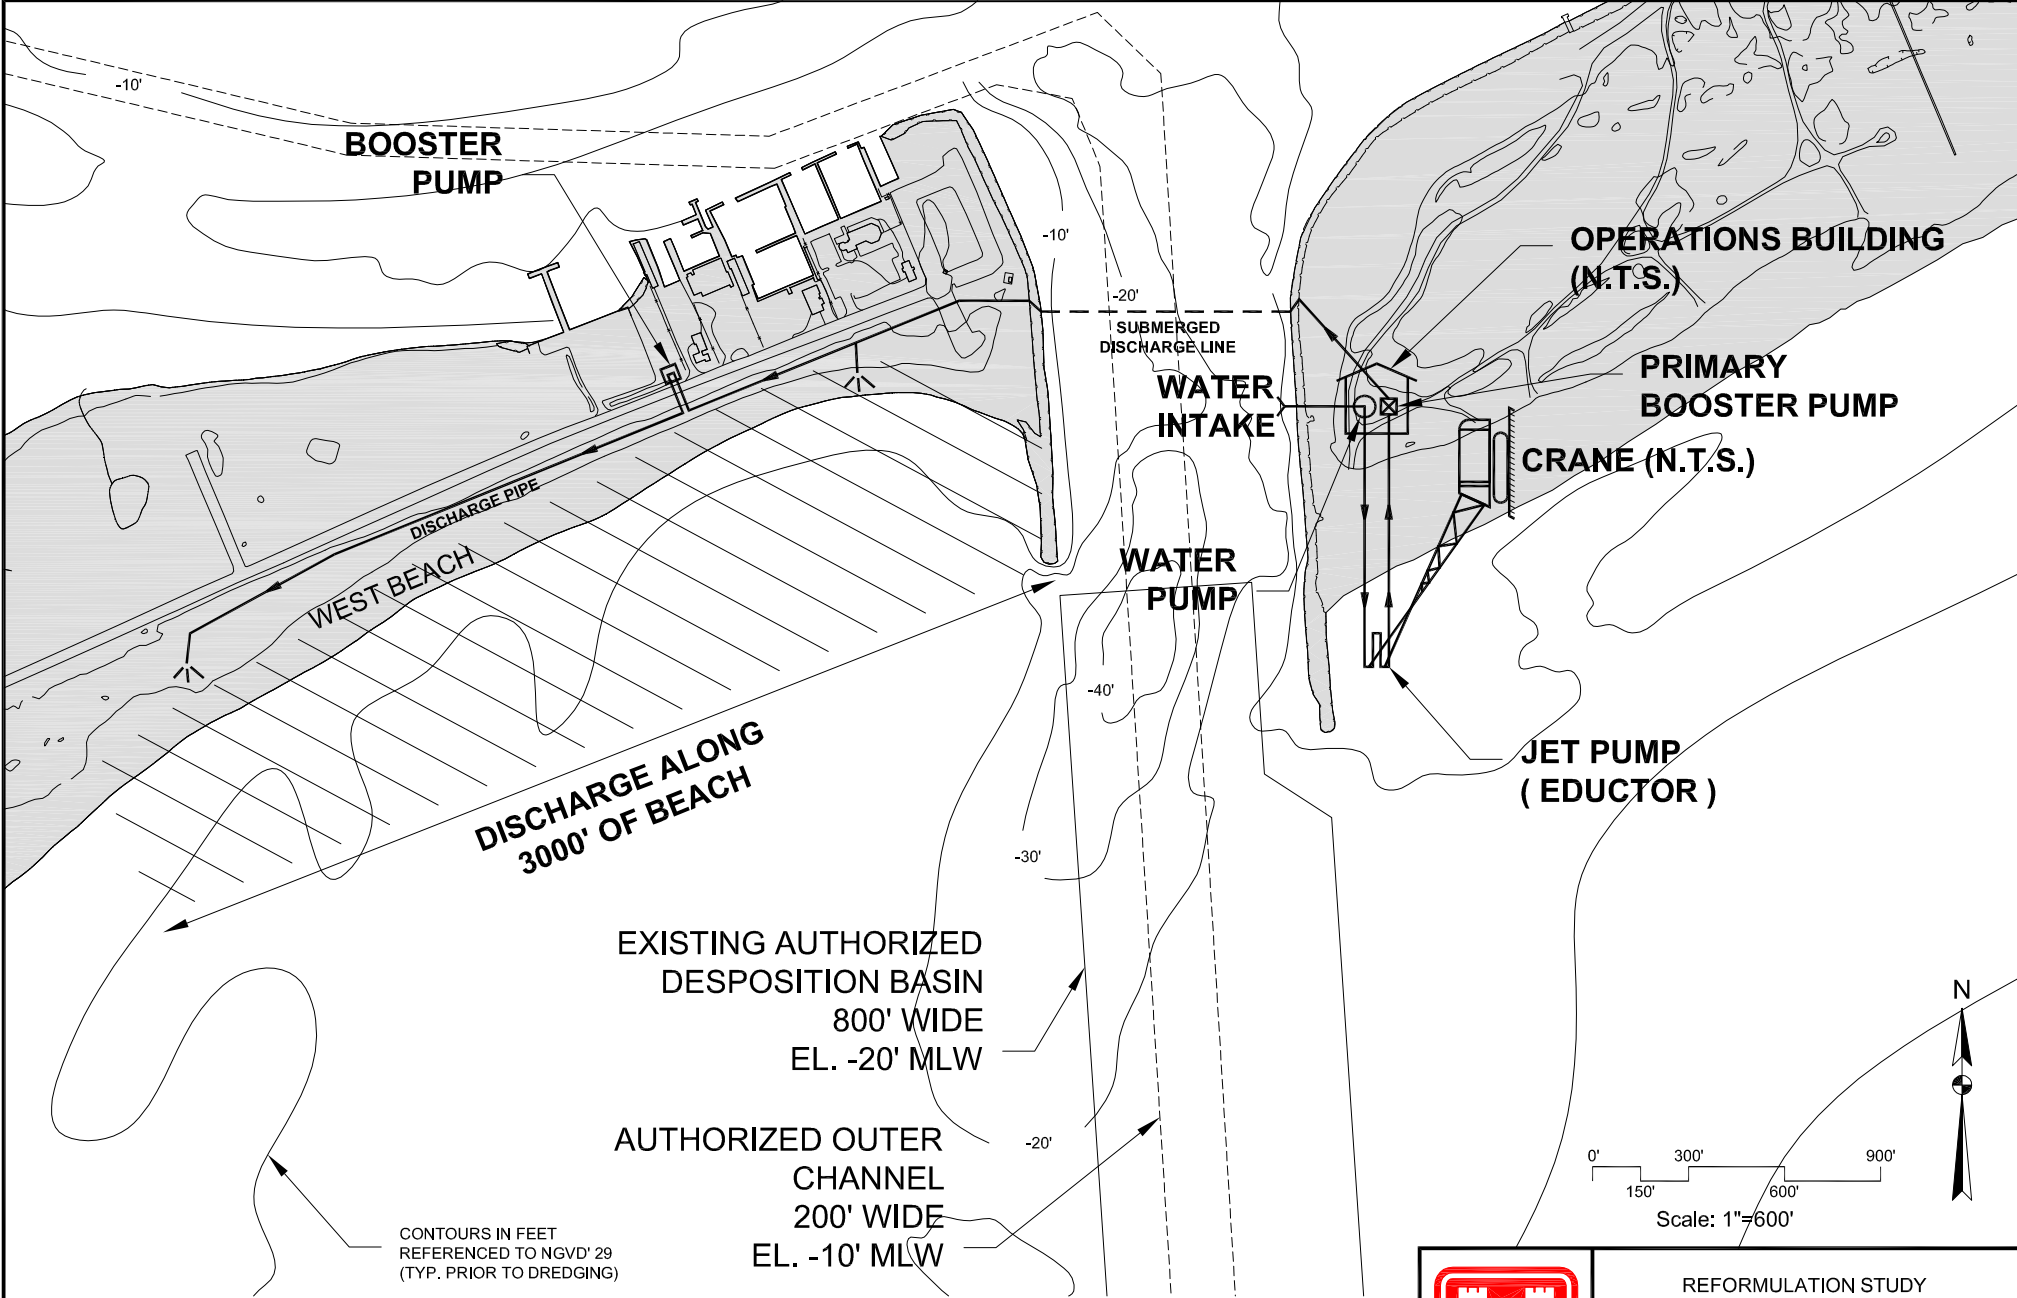 -10'
BOOSTER
PUMP
-10'
OPERATIONS BUILDING
(N.T.S.)
-20'
SUBMERGED
DISCHARGE LINE
WATER
INTAKE
PRIMARY
BOOSTER PUMP
CRANE (N.T.S.)
DISCHARGE PIPE
WEST BEACH
WATER
PUMP
-40'
JET PUMP
( EDUCTOR )
DISCHARGE ALONG
3000' OF BEACH
-30'
EXISTING AUTHORIZED
DESPOSITION BASIN
800' WIDE
EL. -20' MLW
N
AUTHORIZED OUTER
CHANNEL
200' WIDE
EL. -10' MLW
-20'
0' 300' 900'
150' 600'
Scale: 1"=600'
CONTOURS IN FEET
REFERENCED TO NGVD' 29
(TYP. PRIOR TO DREDGING)
REFORMULATION STUDY